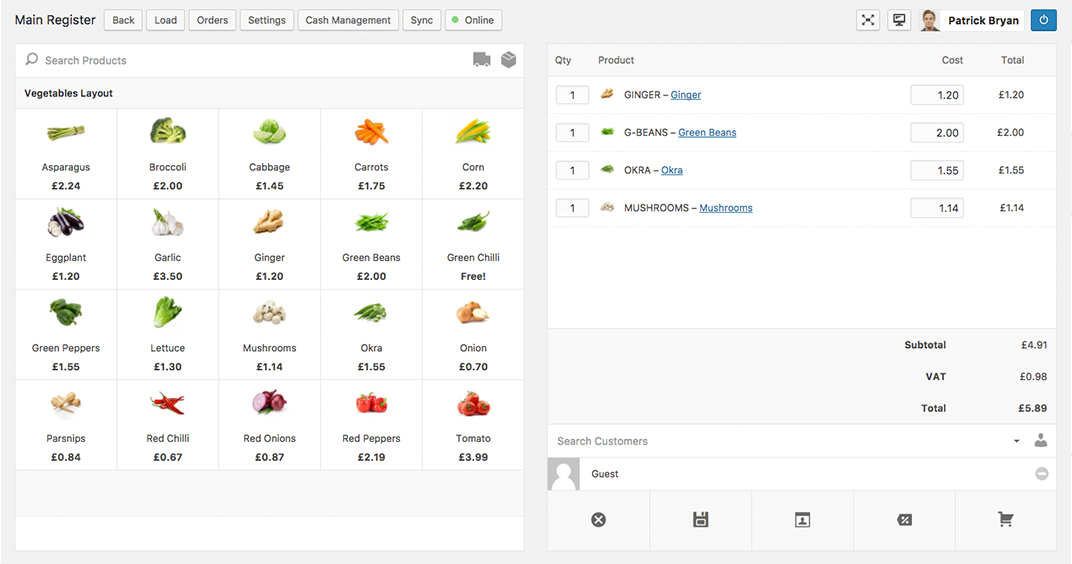 Main Register Back Load Orders Settings Cash Management Sync Online Patrick Bryan
Search Products
Vegetables Layout
Asparagus Broccoli Cabbage Carrots Corn
£2.24 £2.00 £1.45 £1.75 £2.20
Eggplant Garlic Ginger Green Beans Green Chilli
£1.20 £3.50 £1.20 £2.00 Free!
Green Peppers Lettuce Mushrooms Okra Onion
£1.55 £1.30 £1.14 £1.55 £0.70
Parsnips Red Chilli Red Onions Red Peppers Tomato
£0.84 £0.67 £0.87 £2.19 £3.99
Qty Product Cost Total
1 GINGER – Ginger 1.20 £1.20
1 G-BEANS – Green Beans 2.00 £2.00
1 OKRA – Okra 1.55 £1.55
1 MUSHROOMS – Mushrooms 1.14 £1.14
Subtotal £4.91
VAT £0.98
Total £5.89
Search Customers
Guest